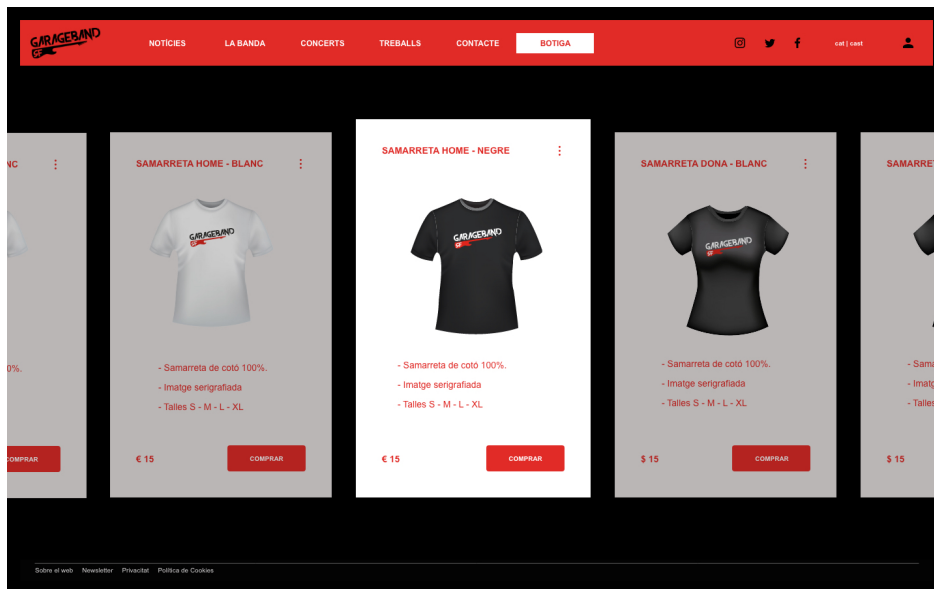 GARAGEBAND
NOTÍCIES LA BANDA CONCERTS TREBALLS CONTACTE BOTIGA cat | cast
NC
0%.
COMPRAR
SAMARRETA HOME - BLANC
GARAGEBAND
- Samarreta de cotó 100%.
- Imatge serigrafiada
- Talles S - M - L - XL
€ 15 COMPRAR
SAMARRETA HOME - NEGRE
GARAGEBAND
- Samarreta de cotó 100%.
- Imatge serigrafiada
- Talles S - M - L - XL
€ 15 COMPRAR
SAMARRETA DONA - BLANC
GARAGEBAND
- Samarreta de cotó 100%.
- Imatge serigrafiada
- Talles S - M - L - XL
$ 15 COMPRAR
SAMARRE
- Sama
- Imatg
- Talles
$ 15
Sobre el web Newsletter Privacitat Política de Cookies